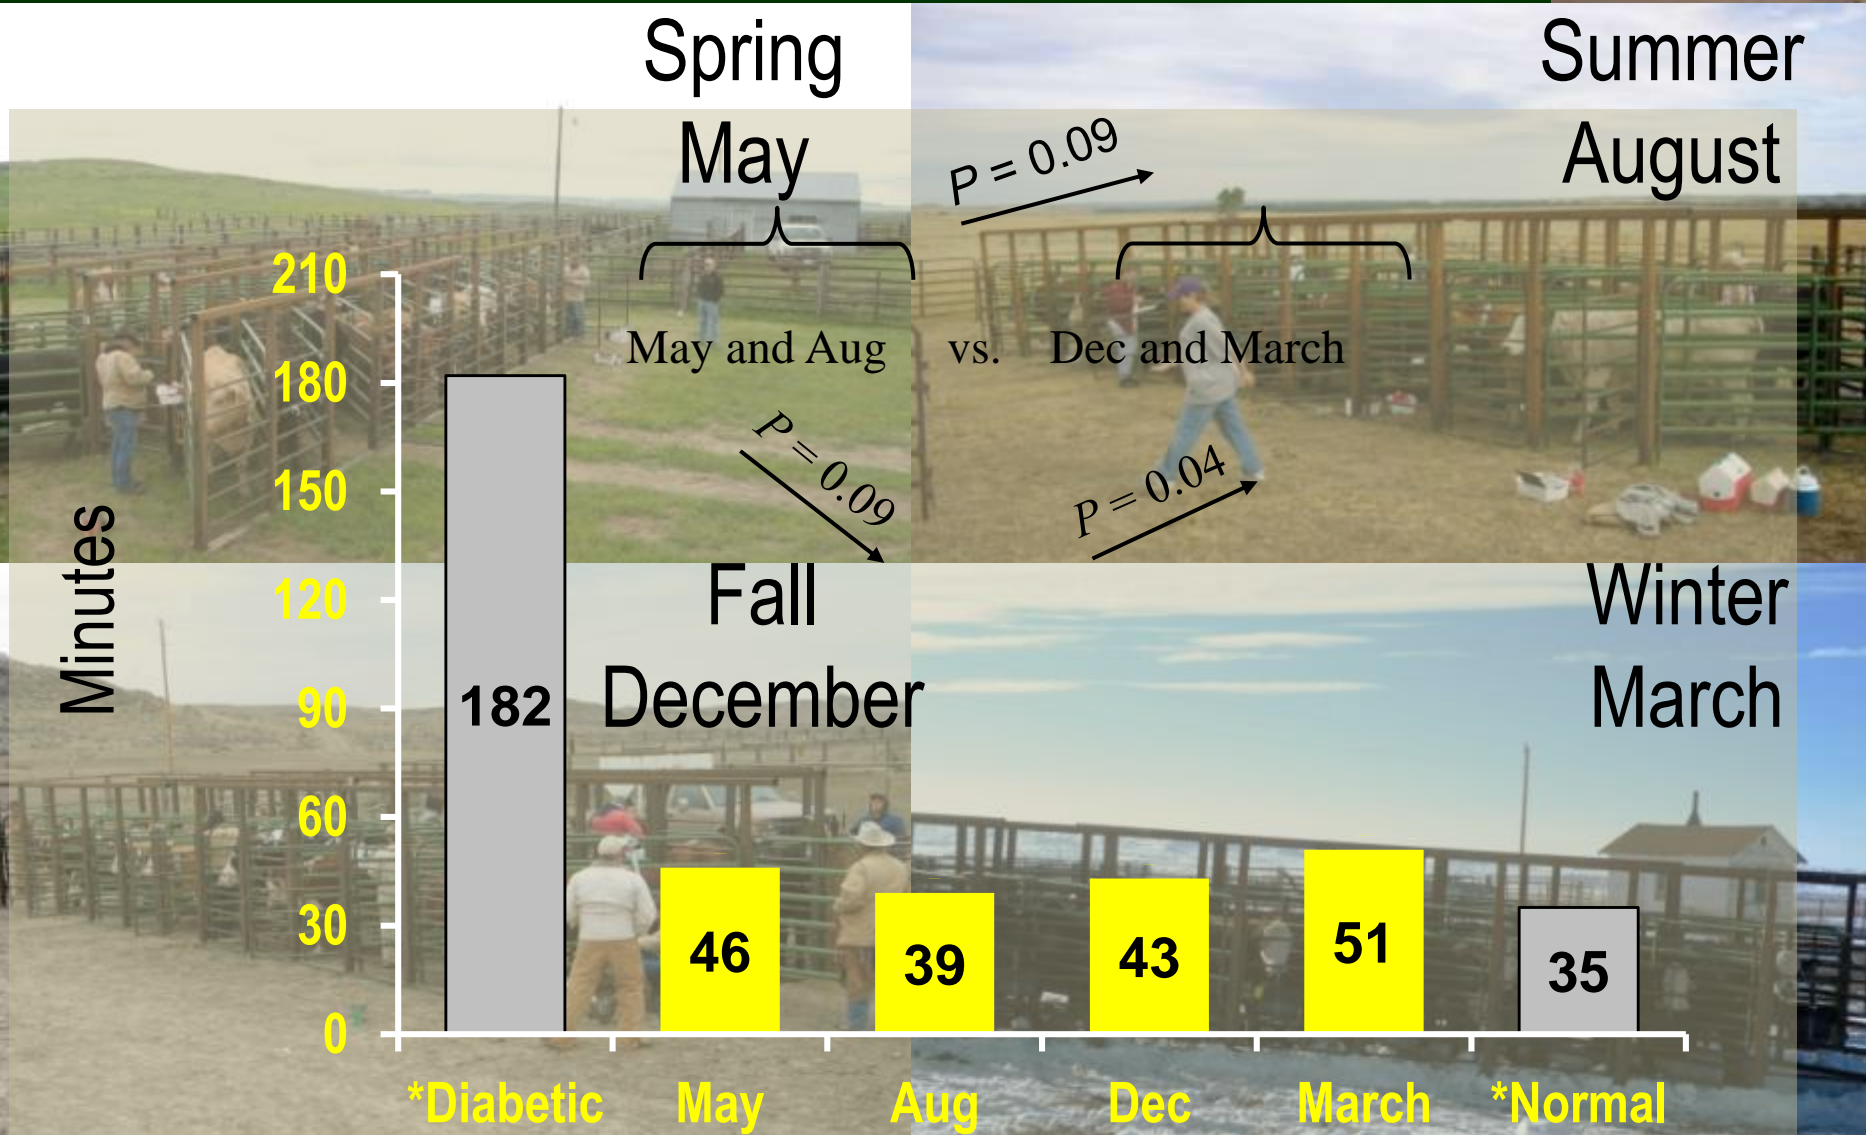 Spring
May
Summer
August
P = 0.09
May and Aug vs. Dec and March
P = 0.09
P = 0.04
Fall
December
Winter
March
Minutes
210
180
150
120
90
60
30
0
182
46
39
43
51
35
*Diabetic May Aug Dec March *Normal